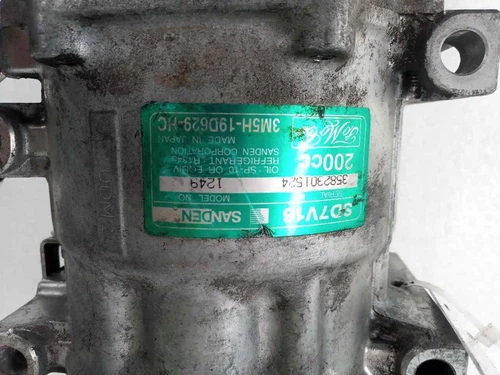 SD7V16 SANDEN
SERIAL MODEL NO.
3582301524 1249
200cc OIL : SP-10 OR EQUIV
REFRIGERANT : R134a
SANDEN CORPORATION
MADE IN JAPAN
3M5H-19D629-HC